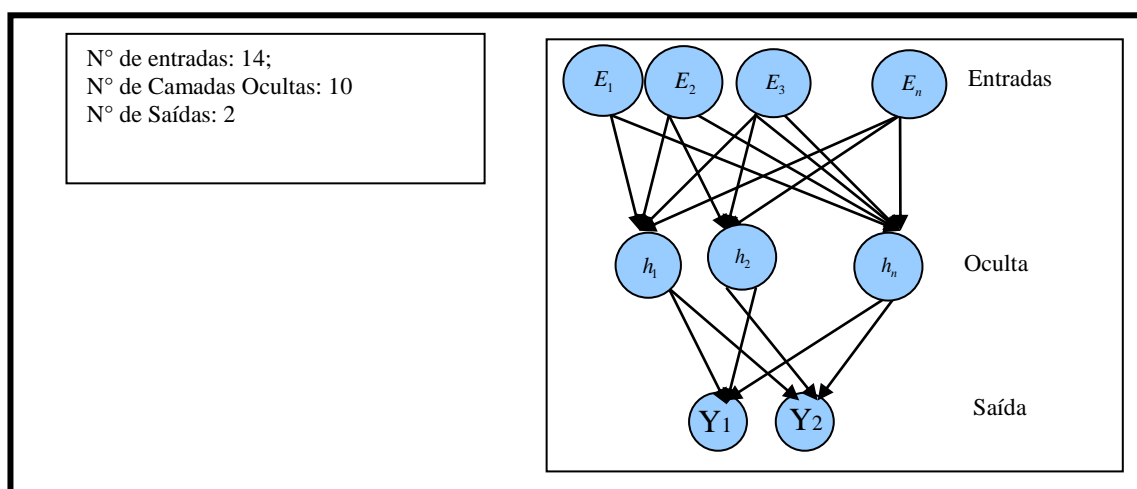 N° de entradas: 14;
N° de Camadas Ocultas: 10
N° de Saídas: 2
E₁ E₂ E₃ Eₙ Entradas
h₁ h₂ hₙ Oculta
Y1 Y2 Saída